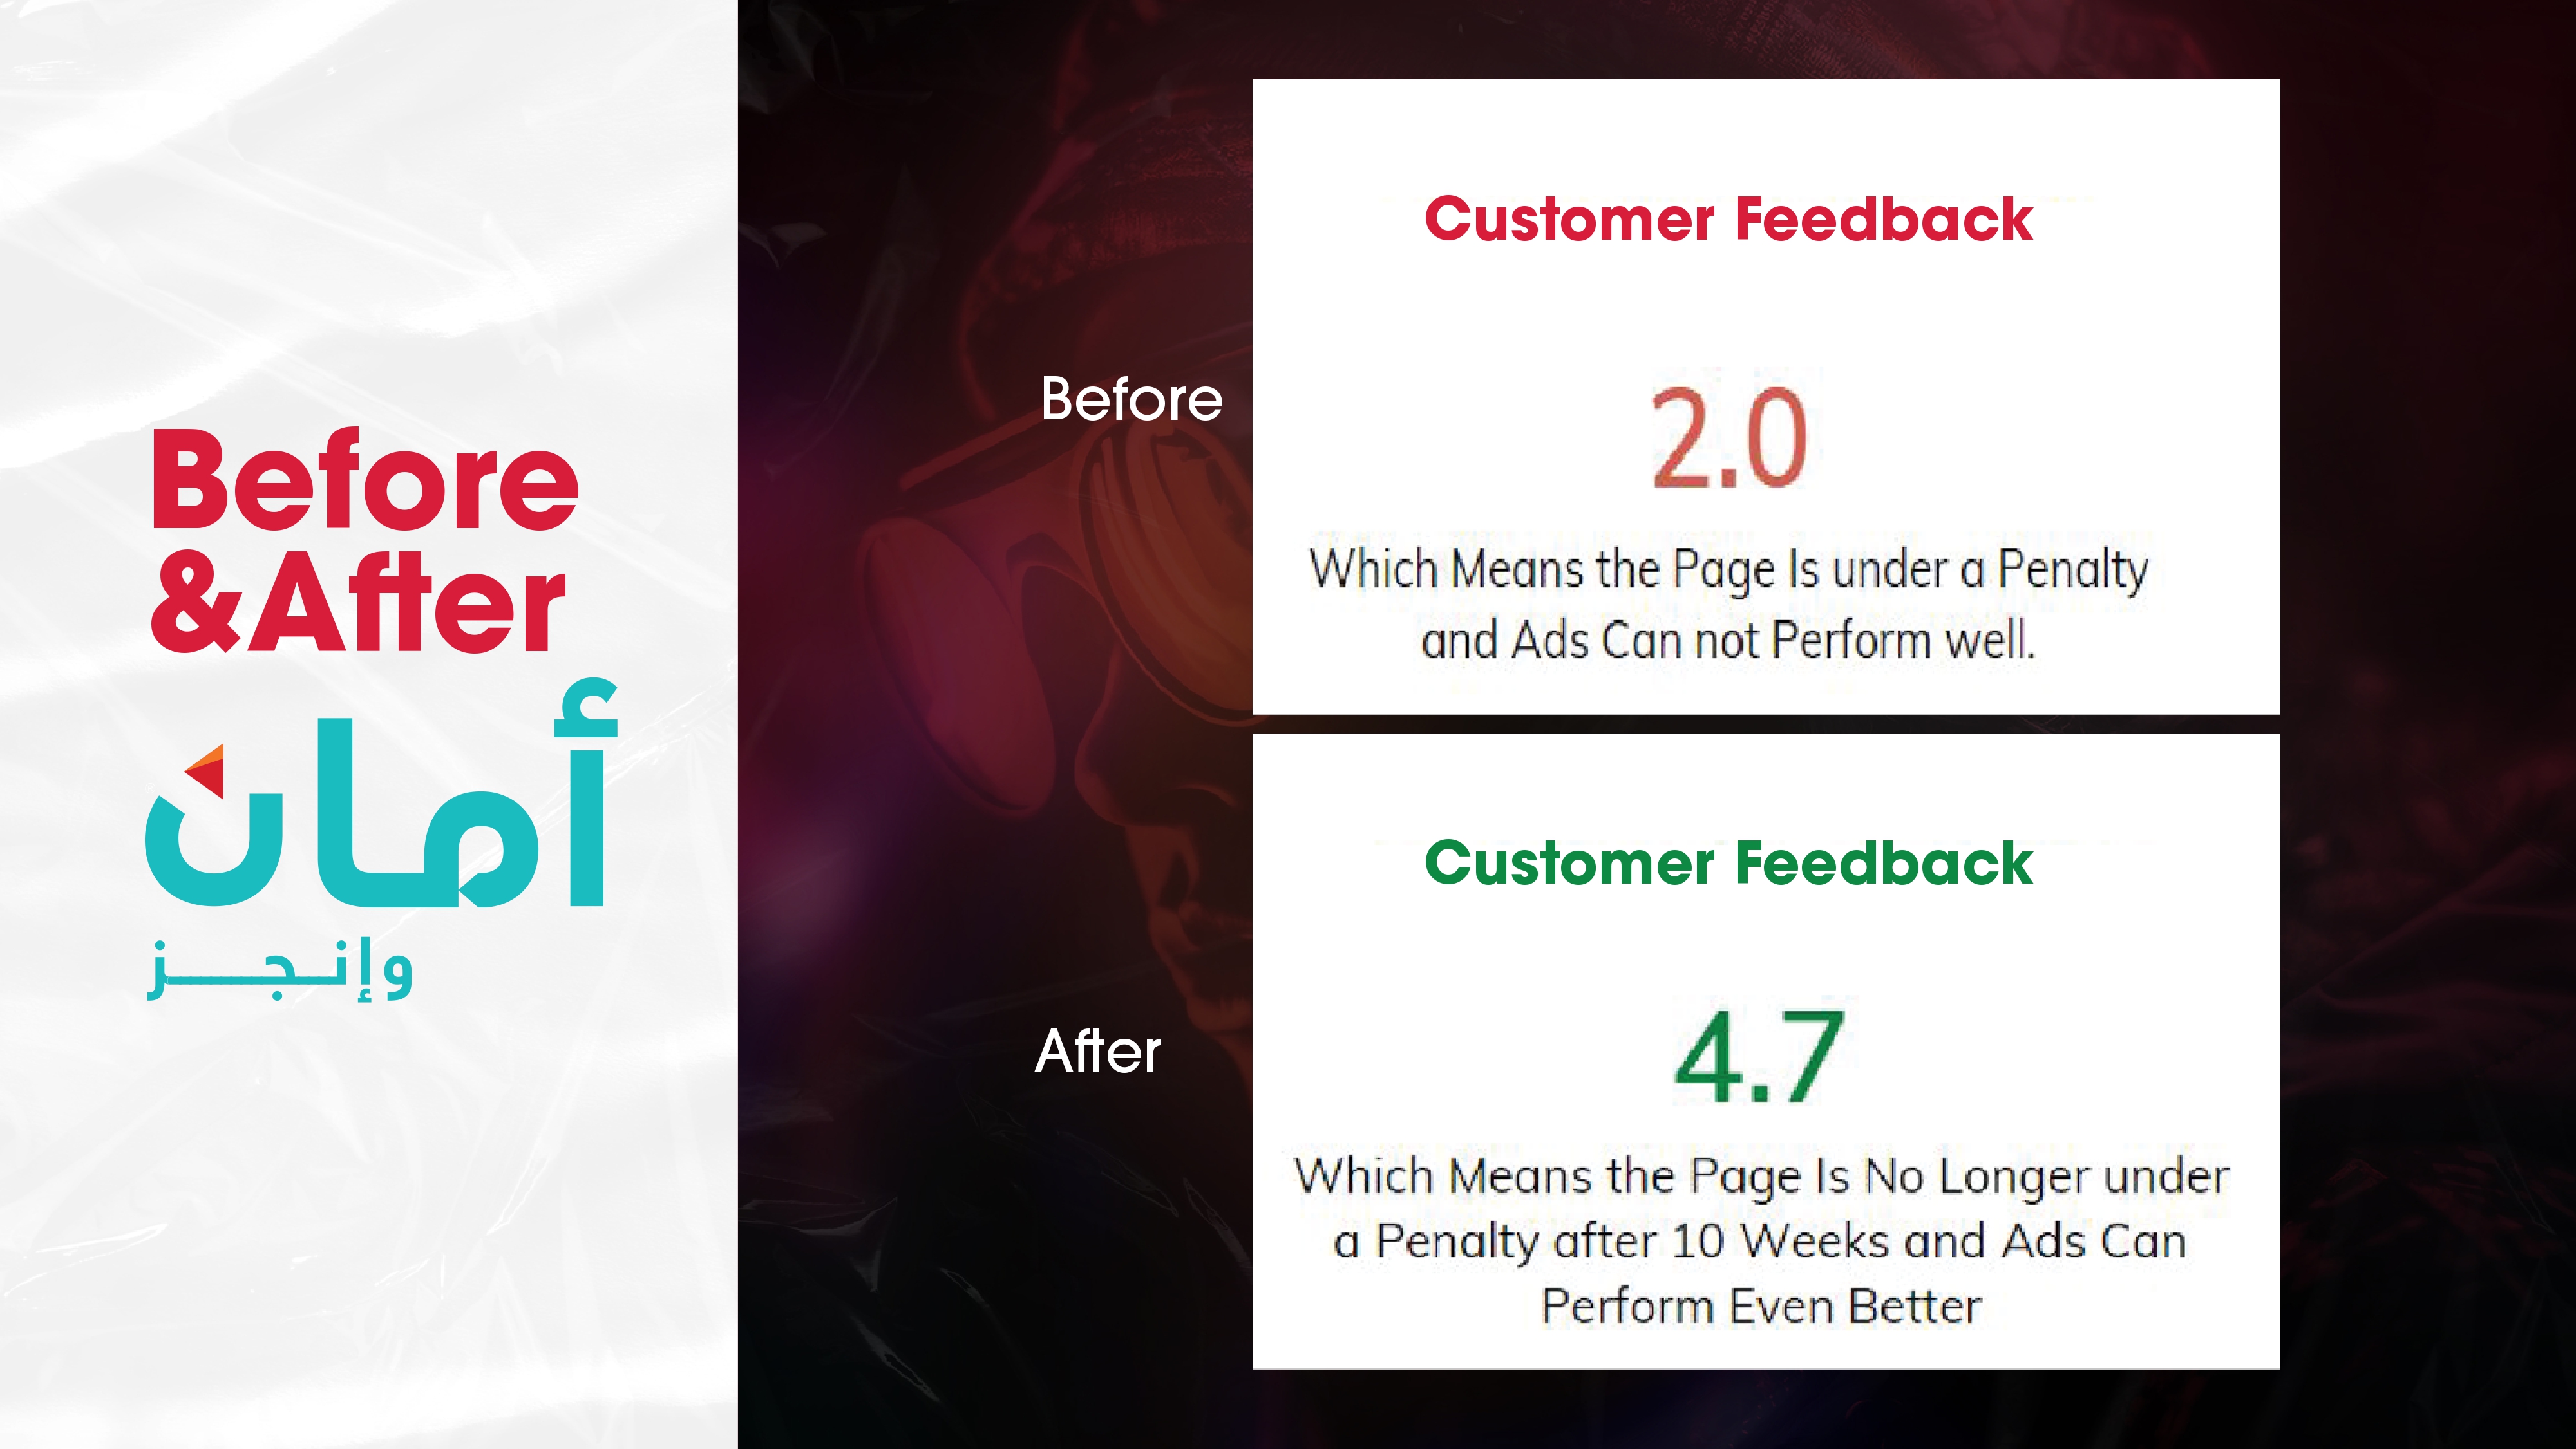 Before
&After
أمان
وإنجز
Before
Customer Feedback
2.0
Which Means the Page Is under a Penalty
and Ads Can not Perform well.
After
Customer Feedback
4.7
Which Means the Page Is No Longer under
a Penalty after 10 Weeks and Ads Can
Perform Even Better